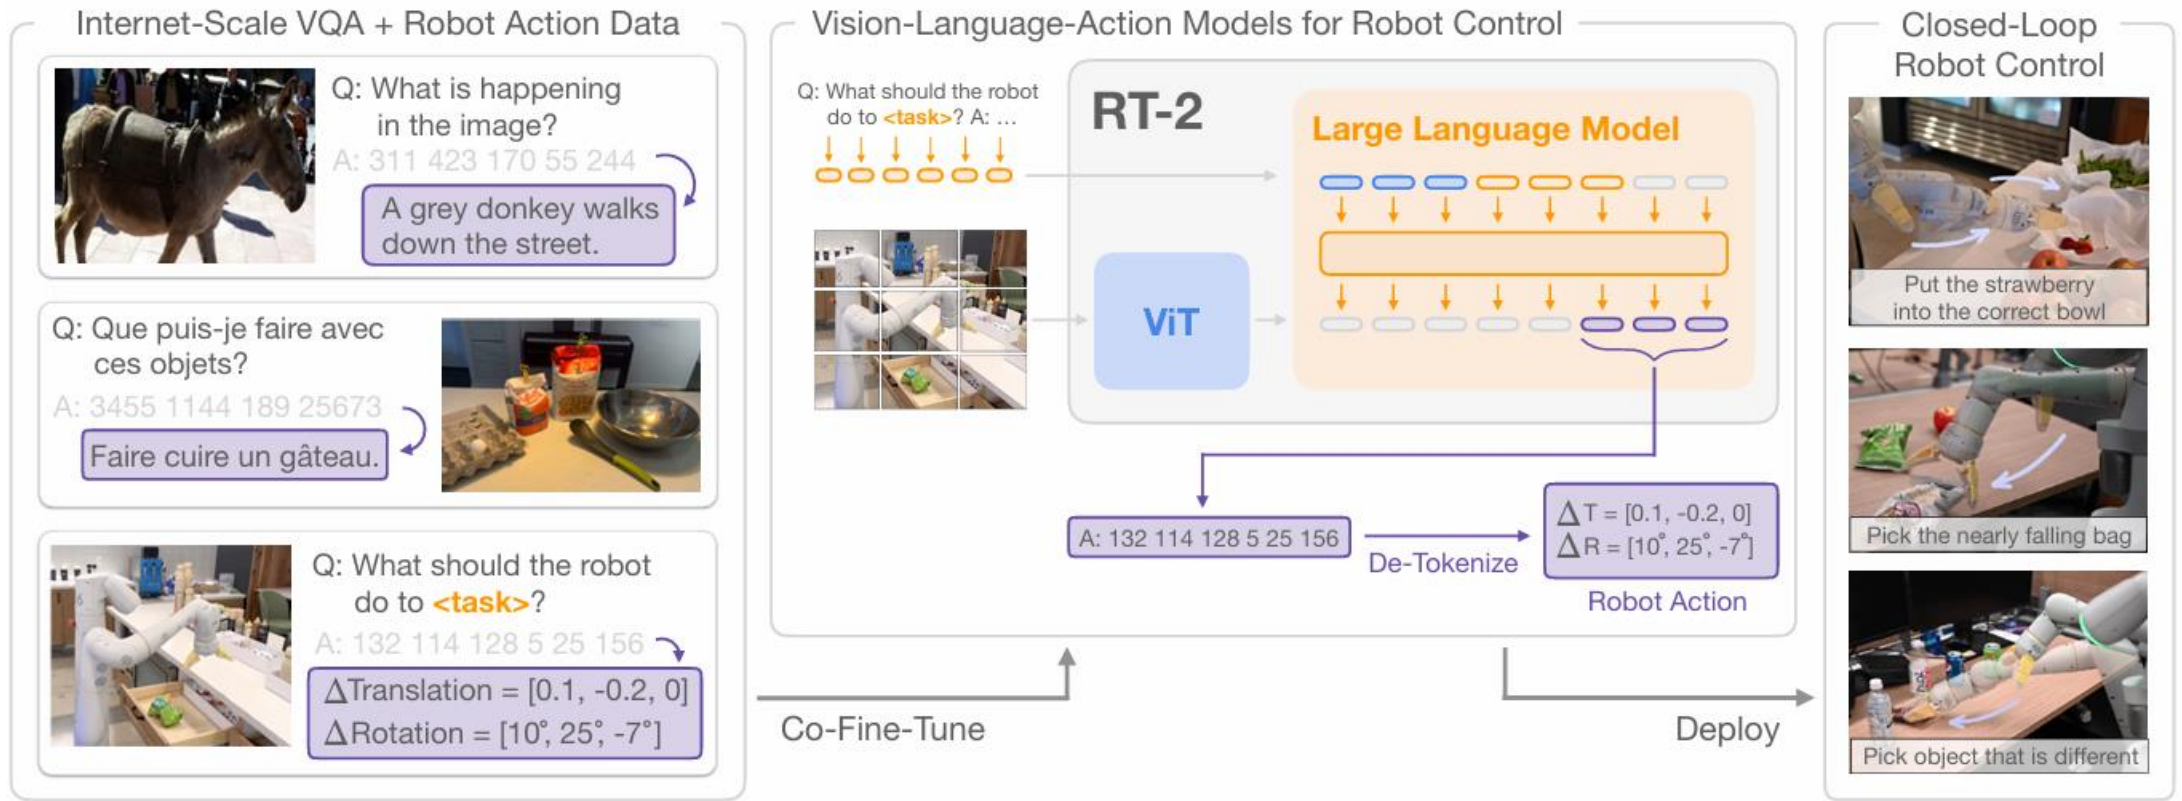 Internet-Scale VQA + Robot Action Data
Q: What is happening
in the image?
A: 311 423 170 55 244
A grey donkey walks
down the street.
Q: Que puis-je faire avec
ces objets?
A: 3455 1144 189 25673
Faire cuire un gâteau.
Q: What should the robot
do to <task>?
A: 132 114 128 5 25 156
ΔTranslation = [0.1, -0.2, 0]
ΔRotation = [10°, 25°, -7°]
Co-Fine-Tune
Vision-Language-Action Models for Robot Control
Q: What should the robot
do to <task>? A: ...
RT-2
Large Language Model
ViT
A: 132 114 128 5 25 156
De-Tokenize
ΔT = [0.1, -0.2, 0]
ΔR = [10°, 25°, -7°]
Robot Action
Deploy
Closed-Loop
Robot Control
Put the strawberry
into the correct bowl
Pick the nearly falling bag
Pick object that is different